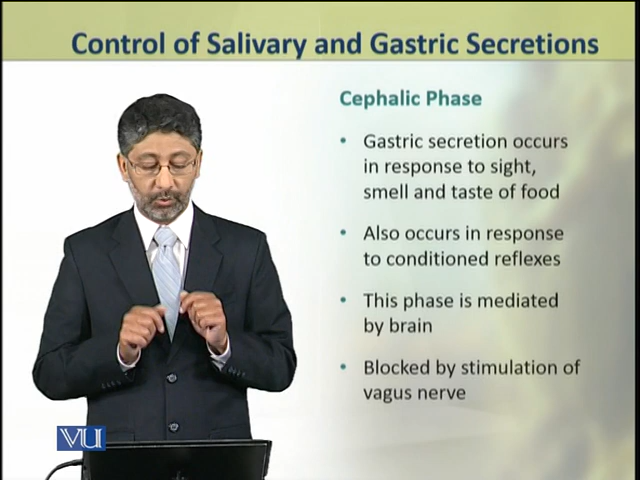 Control of Salivary and Gastric Secretions
Cephalic Phase
• Gastric secretion occurs
in response to sight,
smell and taste of food
• Also occurs in response
to conditioned reflexes
• This phase is mediated
by brain
• Blocked by stimulation of
vagus nerve
VU